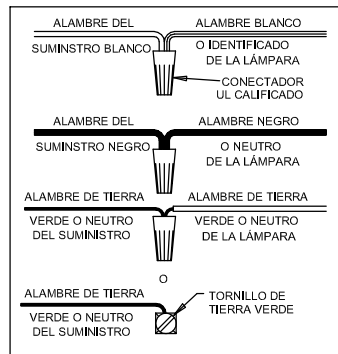 ALAMBRE DEL
ALAMBRE BLANCO
SUMINSTRO BLANCO
O IDENTIFICADO
DE LA LÁMPARA
CONECTADOR
UL CALIFICADO
ALAMBRE DEL
ALAMBRE NEGRO
SUMINSTRO NEGRO
O NEUTRO
DE LA LÁMPARA
ALAMBRE DE TIERRA
ALAMBRE DE TIERRA
VERDE O NEUTRO
DEL SUMINISTRO
VERDE O NEUTRO
DE LA LÁMPARA
O
ALAMBRE DE TIERRA
VERDE O NEUTRO
DEL SUMINISTRO
TORNILLO DE
TIERRA VERDE